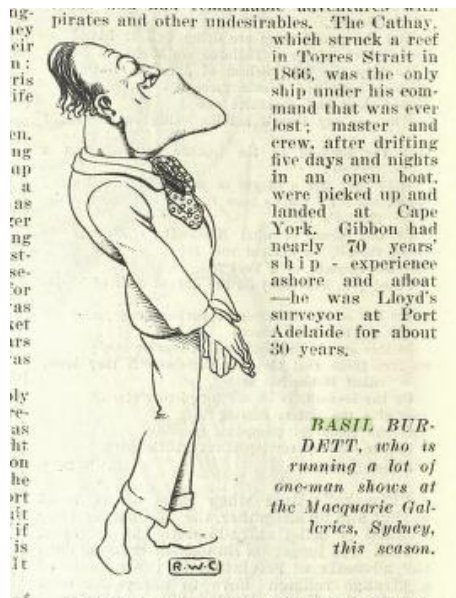 pirates and other undesirables. The Cathay,
which struck a reef
in Torres Strait in
1866, was the only
ship under his com-
mand that was ever
lost; master and
crew, after drifting
five days and nights
in an open boat,
were picked up and
landed at Cape
York. Gibbon had
nearly 70 years'
ship-experience
ashore and afloat
—he was Lloyd's
surveyor at Port
Adelaide for about
30 years.
BASIL BUR-
DETT, who is
running a lot of
one-man shows at
the Macquarie Gal-
leries, Sydney,
this season.
R.W.C